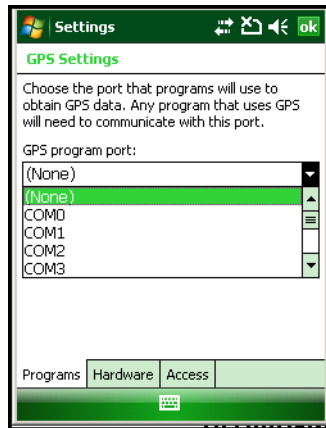 Settings
ok
GPS Settings
Choose the port that programs will use to
obtain GPS data. Any program that uses GPS
will need to communicate with this port.
GPS program port:
(None)
(None)
COM0
COM1
COM2
COM3
Programs Hardware Access